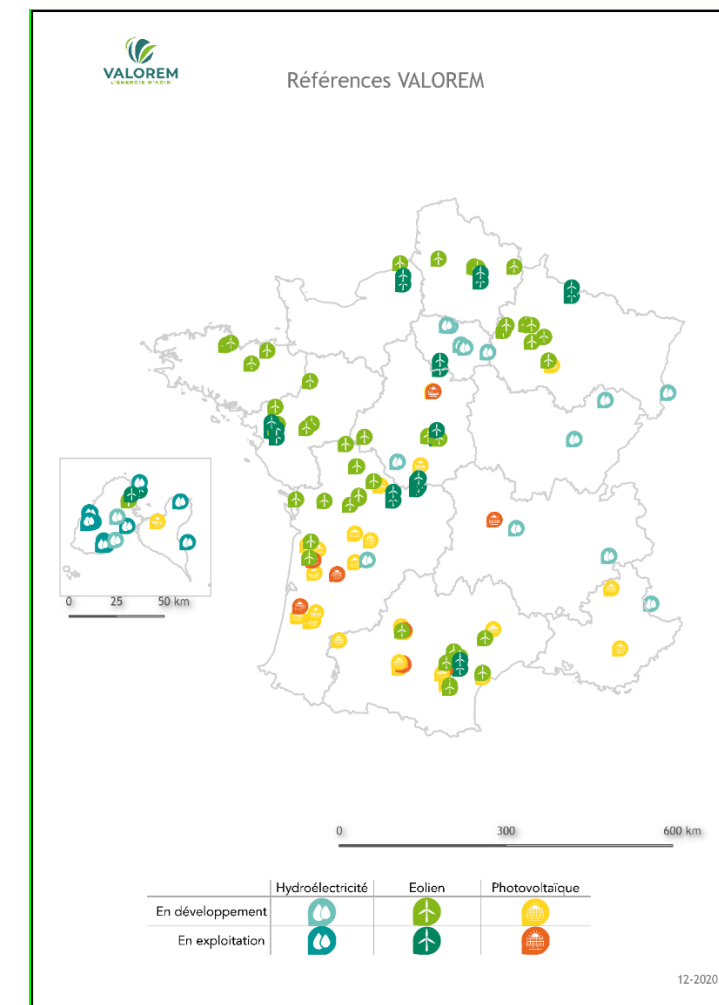 VALOREM
L'ENERGIE D'AGIR
Références VALOREM
0 25 50 km
0 300 600 km
Hydroélectricité Eolien Photovoltaïque
En développement
En exploitation
12-2020